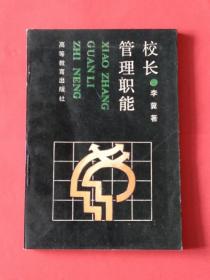 校长
管理职能
李冀 著
XIAO ZHANG
GUAN LI
ZHI NENG
高等教育出版社